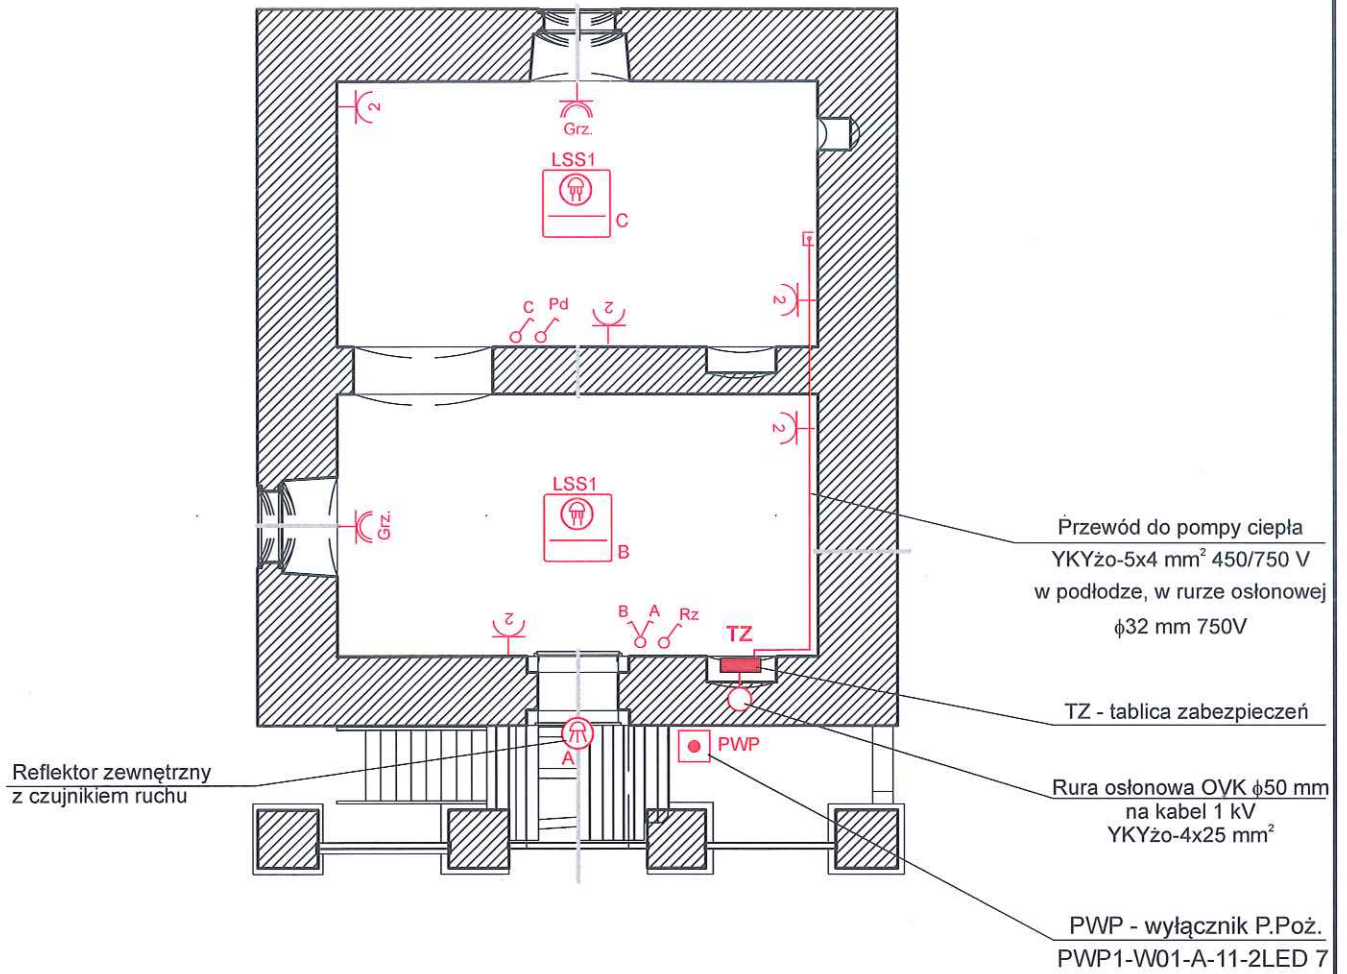 2
Grz.
LSS1
C
2
C
Pd
2
2
LSS1
Grz.
B
2
B
A
Rz
TZ
PWP
A
Reflektor zewnętrzny
z czujnikiem ruchu
Przewód do pompy ciepła
YKYżo-5x4 mm² 450/750 V
w podłodze, w rurze osłonowej
ϕ32 mm 750V
TZ - tablica zabezpieczeń
Rura osłonowa OVK ϕ50 mm
na kabel 1 kV
YKYżo-4x25 mm²
PWP - wyłącznik P.Poż.
PWP1-W01-A-11-2LED 7